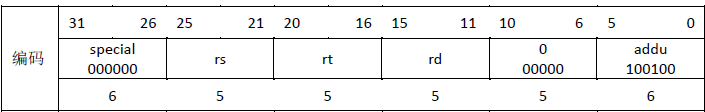 编码
31 26 25 21 20 16 15 11 10 6 5 0
special rs rt rd 0 addu
000000 00000 100100
6 5 5 5 5 6